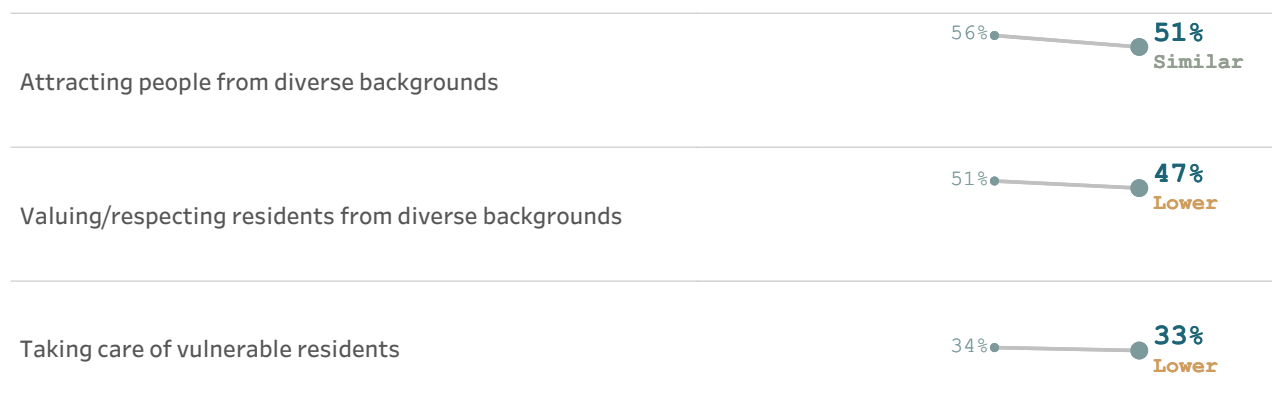 56%
51%
Similar
Attracting people from diverse backgrounds
51%
47%
Lower
Valuing/respecting residents from diverse backgrounds
34%
33%
Lower
Taking care of vulnerable residents